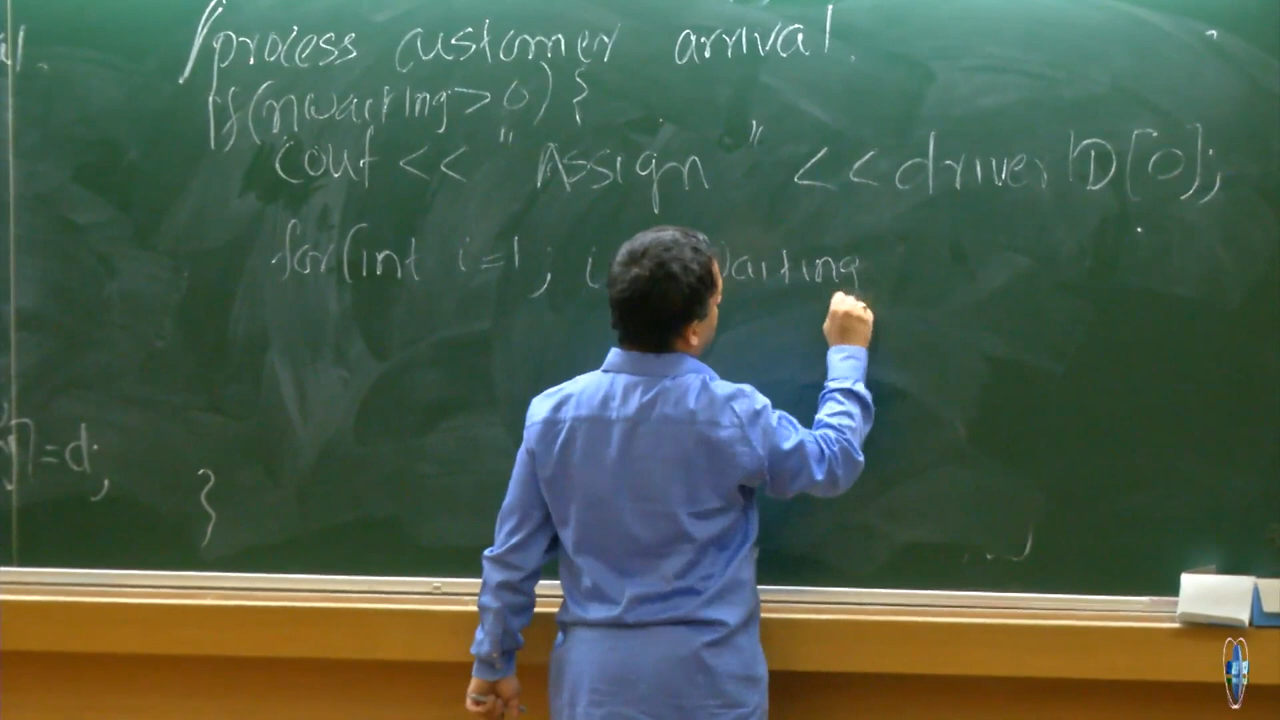 /process customer arrival.
if(nwaiting > 0) {
cout << " Assign " << driverID[0];
for(int i=1; i waiting
=d;
}